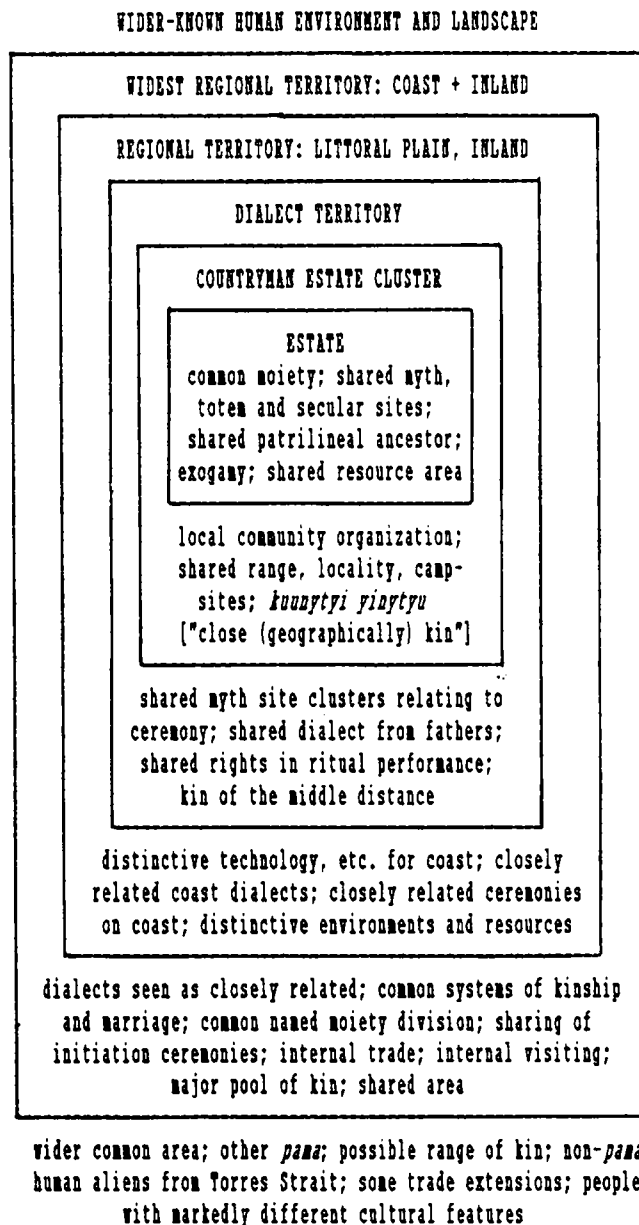 WIDER-KNOWN HUMAN ENVIRONMENT AND LANDSCAPE
WIDEST REGIONAL TERRITORY: COAST + INLAND
REGIONAL TERRITORY: LITTORAL PLAIN, INLAND
DIALECT TERRITORY
COUNTRYMAN ESTATE CLUSTER
ESTATE
common moiety; shared myth,
totem and secular sites;
shared patrilineal ancestor;
exogamy; shared resource area
local community organization;
shared range, locality, camp-
sites; kuunytyi yinytyu
["close (geographically) kin"]
shared myth site clusters relating to
ceremony; shared dialect from fathers;
shared rights in ritual performance;
kin of the middle distance
distinctive technology, etc. for coast; closely
related coast dialects; closely related ceremonies
on coast; distinctive environments and resources
dialects seen as closely related; common systems of kinship
and marriage; common named moiety division; sharing of
initiation ceremonies; internal trade; internal visiting;
major pool of kin; shared area
wider common area; other pama; possible range of kin; non-pama
human aliens from Torres Strait; some trade extensions; people
with markedly different cultural features